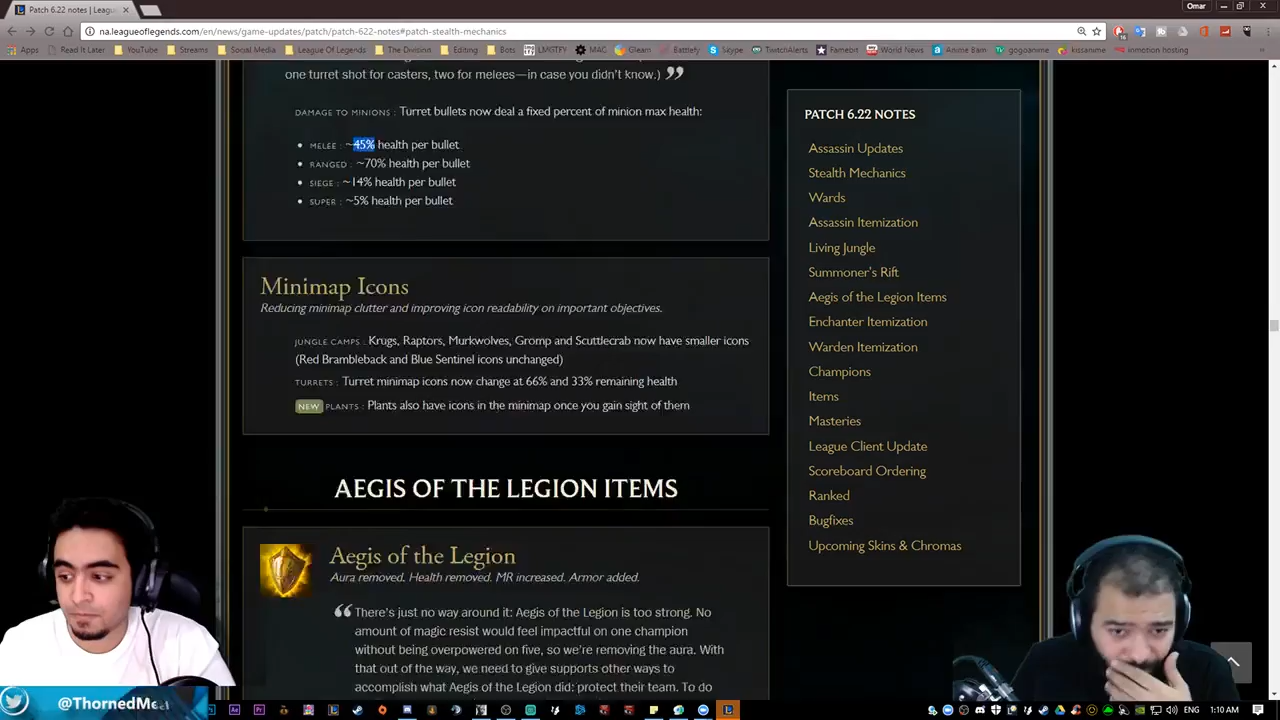 Patch 6.22 notes | Leagu
Omar
na.leagueoflegends.com/en/news/game-updates/patch/patch-622-notes#patch-stealth-mechanics
Apps Read It Later YouTube Streams Social Media League Of Legends The Division Editing Bots LMGTFY MAG Gleam Battlefy Skype TwitchAlerts Famebit World News Anime Bam gogoanime kissanime inmotion hosting
one turret shot for casters, two for melees—in case you didn't know.)
DAMAGE TO MINIONS : Turret bullets now deal a fixed percent of minion max health:
MELEE : ~45% health per bullet
RANGED : ~70% health per bullet
SIEGE : ~14% health per bullet
SUPER : ~5% health per bullet
Minimap Icons
Reducing minimap clutter and improving icon readability on important objectives.
JUNGLE CAMPS : Krugs, Raptors, Murkwolves, Gromp and Scuttlecrab now have smaller icons
(Red Brambleback and Blue Sentinel icons unchanged)
TURRETS : Turret minimap icons now change at 66% and 33% remaining health
NEW PLANTS : Plants also have icons in the minimap once you gain sight of them
AEGIS OF THE LEGION ITEMS
Aegis of the Legion
Aura removed. Health removed. MR increased. Armor added.
There's just no way around it: Aegis of the Legion is too strong. No
amount of magic resist would feel impactful on one champion
without being overpowered on five, so we're removing the aura. With
that out of the way, we need to give supports other ways to
accomplish what Aegis of the Legion did: protect their team. To do
PATCH 6.22 NOTES
Assassin Updates
Stealth Mechanics
Wards
Assassin Itemization
Living Jungle
Summoner's Rift
Aegis of the Legion Items
Enchanter Itemization
Warden Itemization
Champions
Items
Masteries
League Client Update
Scoreboard Ordering
Ranked
Bugfixes
Upcoming Skins & Chromas
@ThornedMe
ENG 1:10 AM